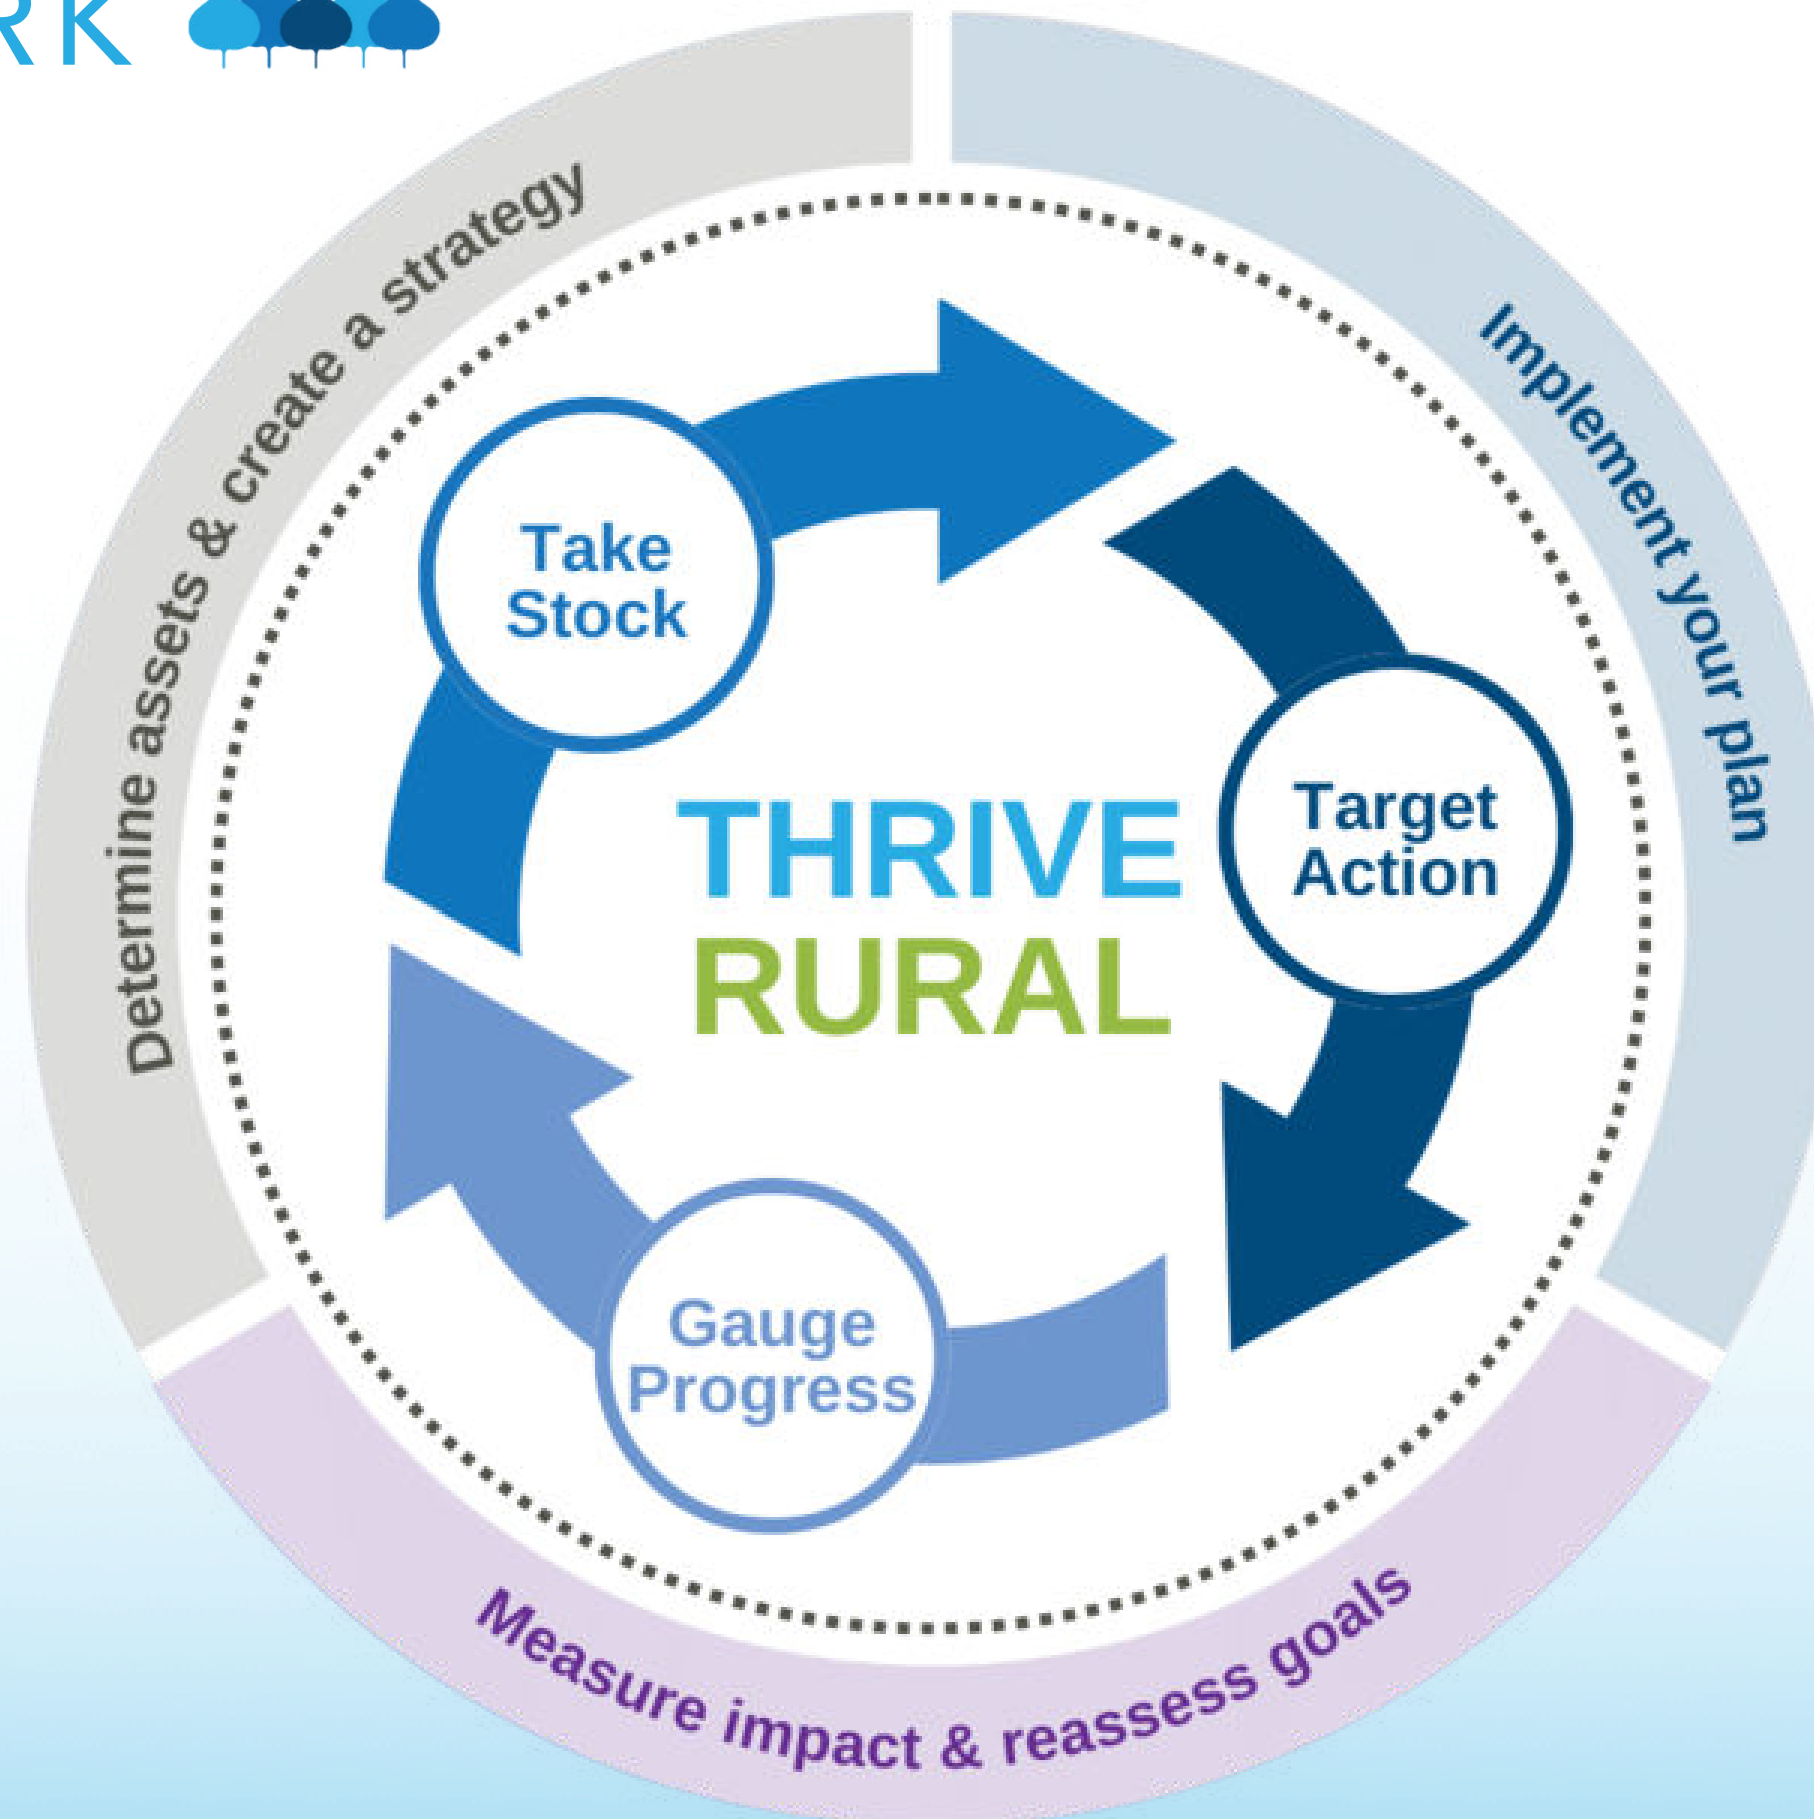 RK
Determine assets & create a strategy
Implement your plan
Take
Stock
Target
Action
THRIVE
RURAL
Gauge
Progress
Measure impact & reassess goals